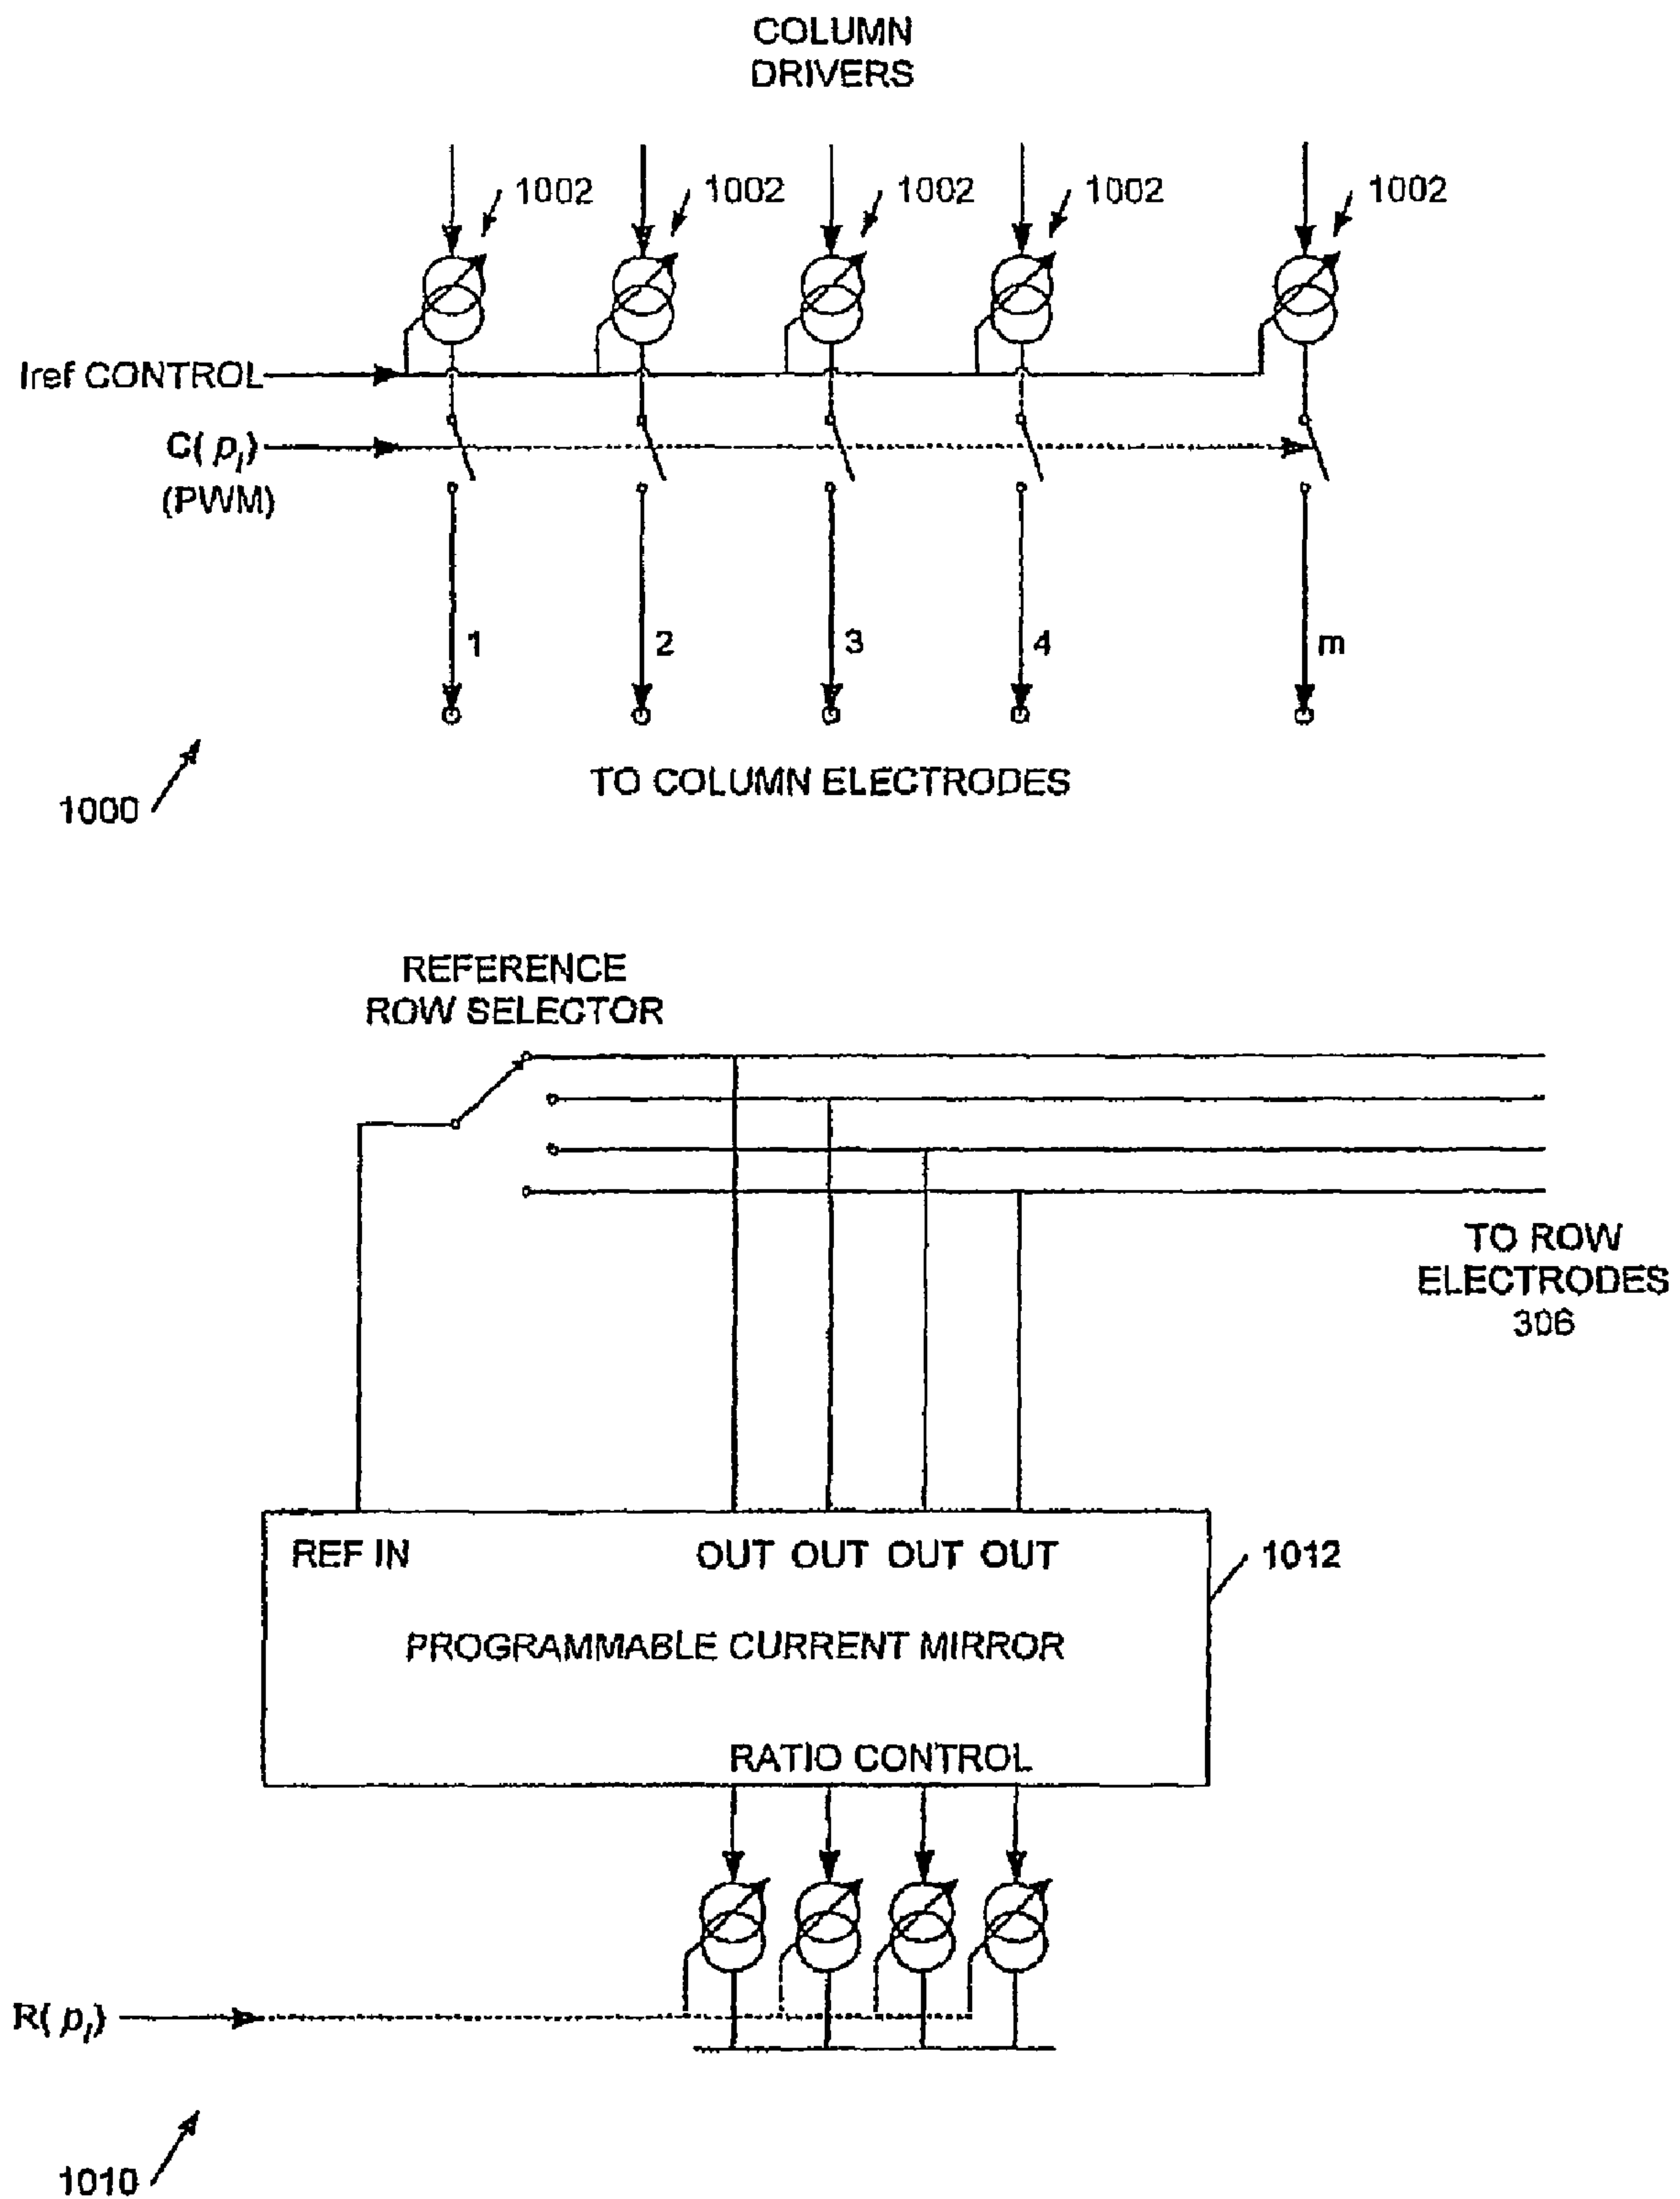 COLUMN
DRIVERS
1002 1002 1002 1002 1002
Iref CONTROL
C( pi)
(PWM)
1 2 3 4 m
TO COLUMN ELECTRODES
1000
REFERENCE
ROW SELECTOR
TO ROW
ELECTRODES
306
REF IN OUT OUT OUT OUT
1012
PROGRAMMABLE CURRENT MIRROR
RATIO CONTROL
R( pi)
1010